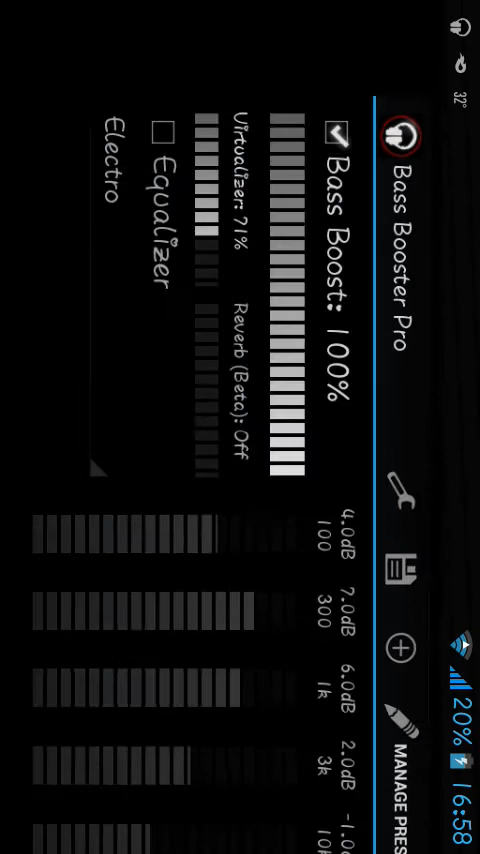 32° 20% 16:58
Bass Booster Pro MANAGE PRES
Bass Boost: 100%
Virtualizer: 71% Reverb (Beta): Off
Equalizer
Electro
4.0dB 7.0dB 6.0dB 2.0dB -1.0
100 300 1k 3k 10k